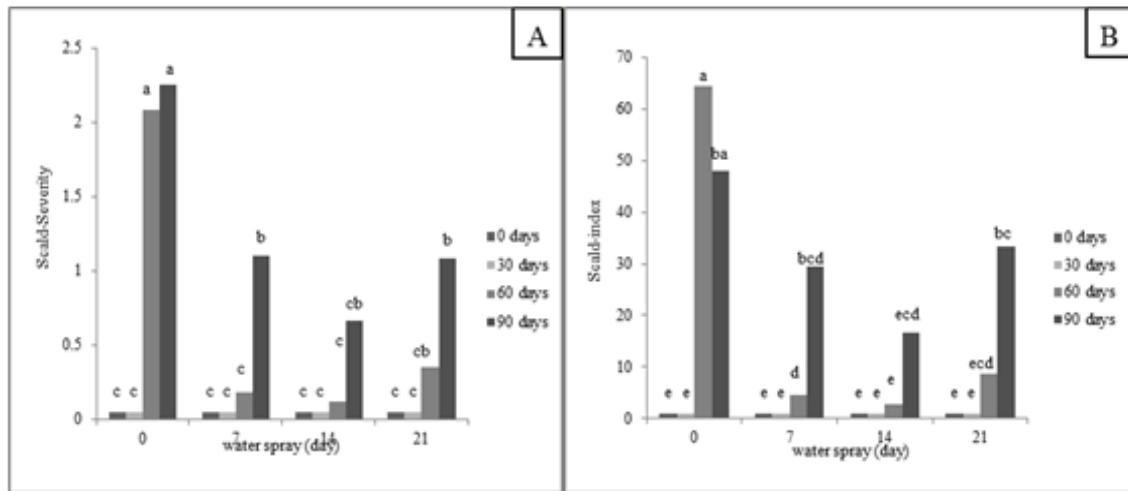 A
Scald-Severity
2.5
2
1.5
1
0.5
0
c c a a
c c c b
c c c cb
c c cb b
0 7 14 21
water spray (day)
0 days
30 days
60 days
90 days
B
Scald-index
70
60
50
40
30
20
10
0
e e a ba
e e d bcd
e e e ecd
e e ecd bc
0 7 14 21
water spray (day)
0 days
30 days
60 days
90 days